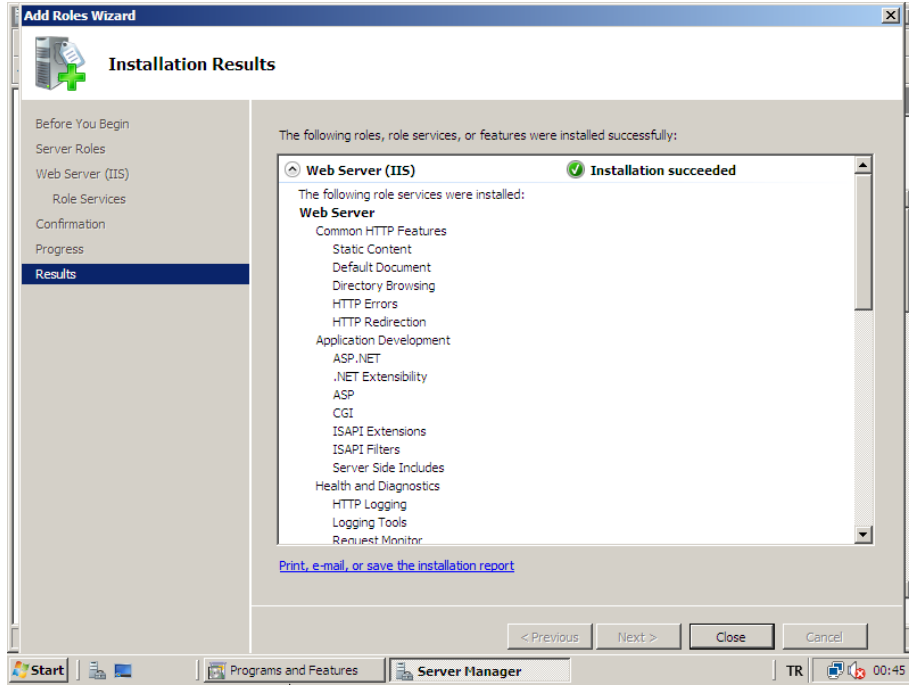 Add Roles Wizard
Installation Results
Before You Begin
Server Roles
Web Server (IIS)
Role Services
Confirmation
Progress
Results
The following roles, role services, or features were installed successfully:
Web Server (IIS) Installation succeeded
The following role services were installed:
Web Server
Common HTTP Features
Static Content
Default Document
Directory Browsing
HTTP Errors
HTTP Redirection
Application Development
ASP.NET
.NET Extensibility
ASP
CGI
ISAPI Extensions
ISAPI Filters
Server Side Includes
Health and Diagnostics
HTTP Logging
Logging Tools
Request Monitor
Print, e-mail, or save the installation report
< Previous Next > Close Cancel
Start Programs and Features Server Manager TR 00:45